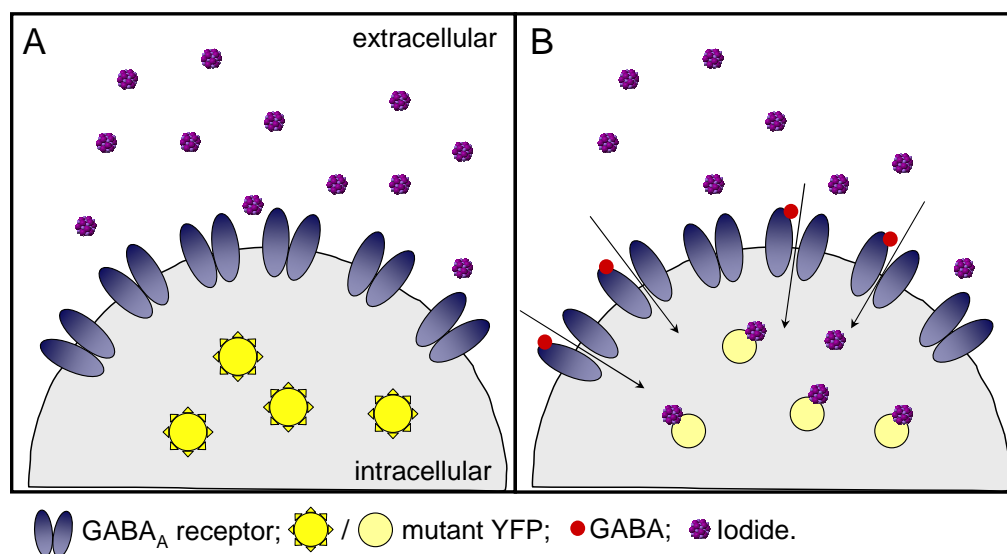 A
extracellular
intracellular
B
GABAA receptor; / mutant YFP; GABA; Iodide.